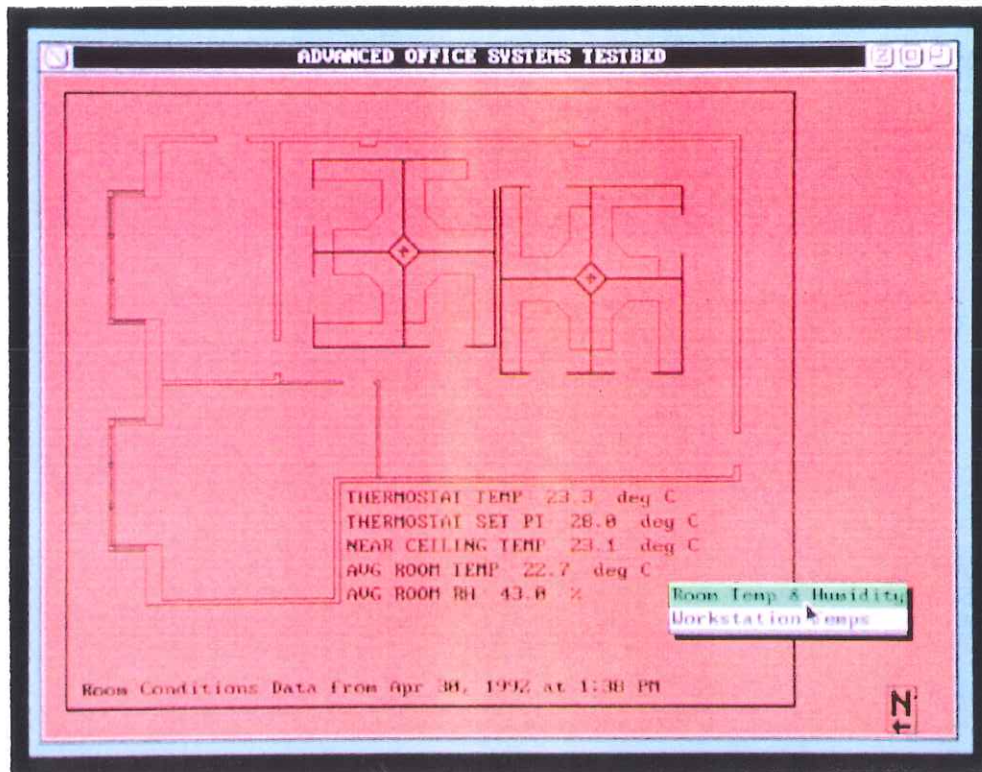 ADVANCED OFFICE SYSTEMS TESTBED
THERMOSTAT TEMP 23.3 deg C
THERMOSTAT SET PT 28.0 deg C
NEAR CEILING TEMP 23.1 deg C
AVG ROOM TEMP 22.7 deg C
AVG ROOM RH 43.0 %
Room Temp & Humidity
Workstation Temps
Room Conditions Data from Apr 30, 1992 at 1:38 PM
N